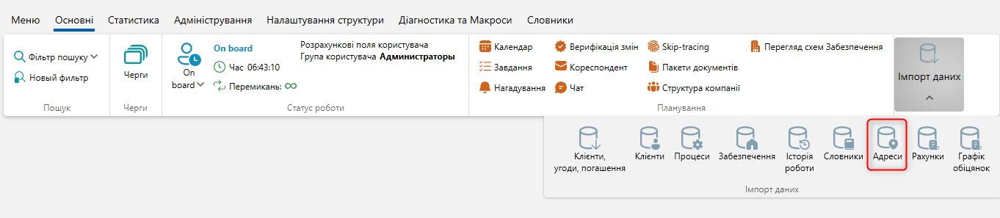 Меню Основні Статистика Адміністрування Налаштування структури Діагностика та Макроси Словники
Фільтр пошуку
Новый фильтр
Пошук
Черги
Черги
On
board
On board
Час 06:43:10
Перемикань:
Розрахункові поля користувача
Група користувача Администраторы
Статус роботи
Календар
Завдання
Нагадування
Верифікація змін
Кореспондент
Чат
Skip-tracing
Пакети документів
Структура компанії
Перегляд схем Забезпечення
Планування
Імпорт даних
Клієнти,
угоди, погашення
Клієнти
Процеси
Забезпечення
Історія
роботи
Словники
Адреси
Рахунки
Графік
обіцянок
Імпорт даних